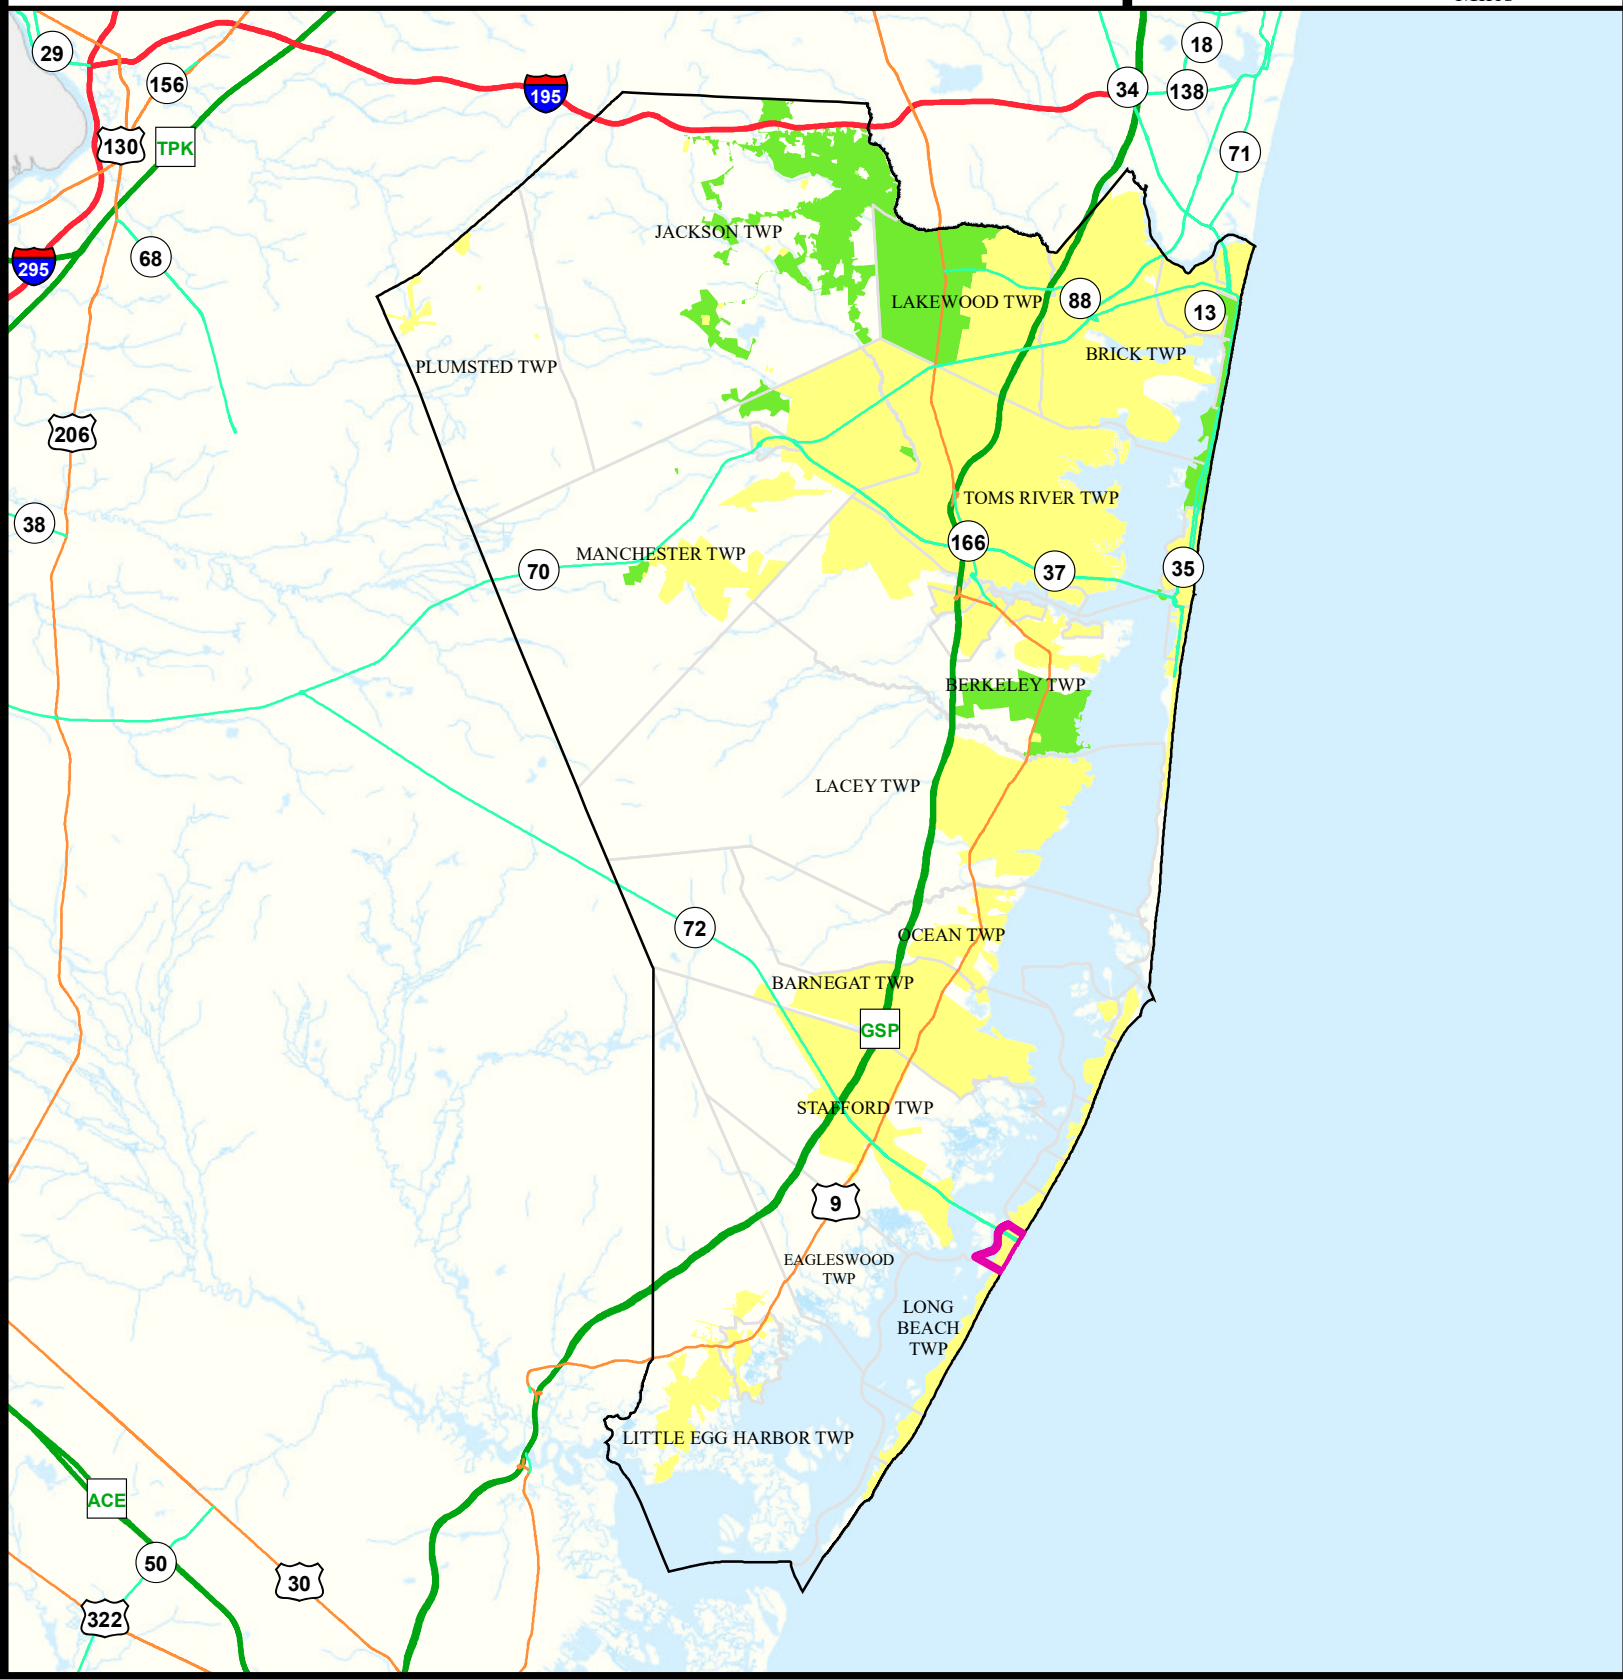 29
156
195
130
TPK
18
34
138
71
295
68
JACKSON TWP
LAKEWOOD TWP
88
13
PLUMSTED TWP
BRICK TWP
206
38
TOMS RIVER TWP
166
MANCHESTER TWP
70
37
35
BERKELEY TWP
LACEY TWP
72
OCEAN TWP
BARNEGAT TWP
GSP
STAFFORD TWP
9
EAGLESWOOD
TWP
LONG
BEACH
TWP
LITTLE EGG HARBOR TWP
ACE
50
30
322